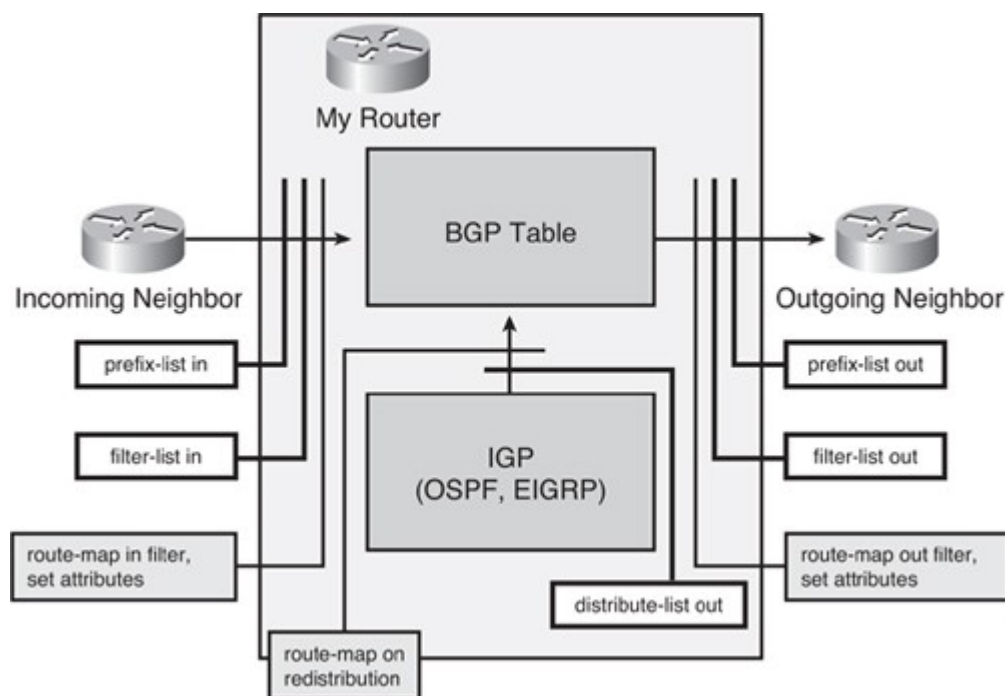 My Router
BGP Table
Incoming Neighbor
Outgoing Neighbor
prefix-list in
prefix-list out
filter-list in
IGP
(OSPF, EIGRP)
filter-list out
route-map in filter,
set attributes
route-map out filter,
set attributes
distribute-list out
route-map on
redistribution